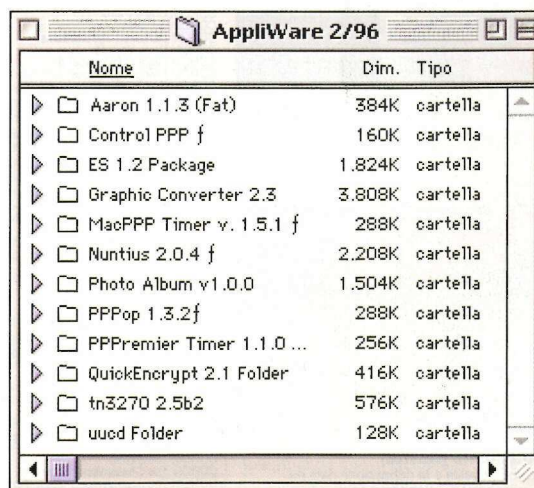 AppliWare 2/96
Nome Dim. Tipo
Aaron 1.1.3 (Fat) 384K cartella
Control PPP ƒ 160K cartella
ES 1.2 Package 1.824K cartella
Graphic Converter 2.3 3.808K cartella
MacPPP Timer v. 1.5.1 ƒ 288K cartella
Nuntius 2.0.4 ƒ 2.208K cartella
Photo Album v1.0.0 1.504K cartella
PPPop 1.3.2ƒ 288K cartella
PPPremier Timer 1.1.0 ... 256K cartella
QuickEncrypt 2.1 Folder 416K cartella
tn3270 2.5b2 576K cartella
uucd Folder 128K cartella